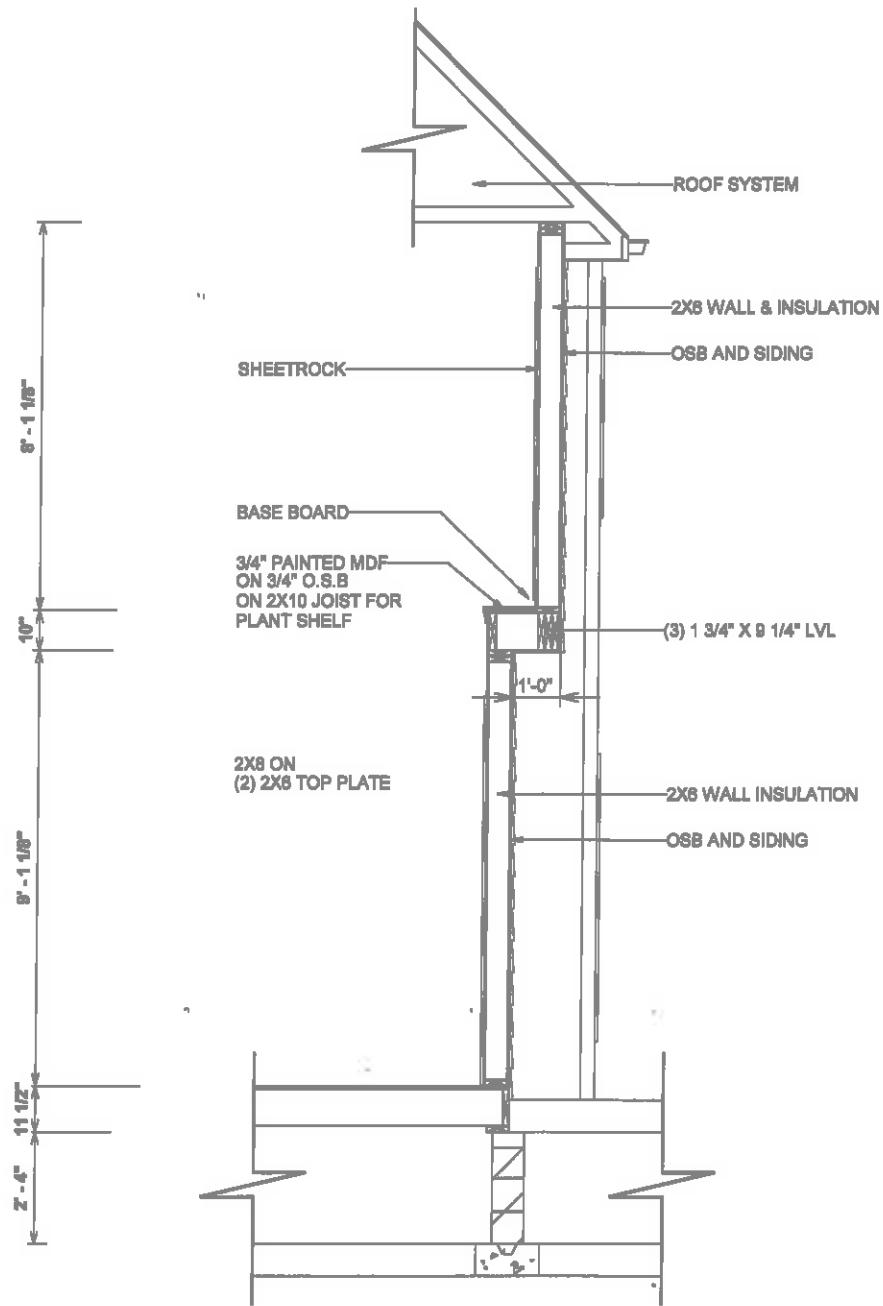 ROOF SYSTEM
2X6 WALL & INSULATION
OSB AND SIDING
SHEETROCK
8' - 1 1/8"
BASE BOARD
3/4" PAINTED MDF
ON 3/4" O.S.B
ON 2X10 JOIST FOR
PLANT SHELF
10"
(3) 1 3/4" X 9 1/4" LVL
1'-0"
2X8 ON
(2) 2X6 TOP PLATE
2X6 WALL INSULATION
OSB AND SIDING
9' - 1 1/8"
11 1/2"
2' - 4"